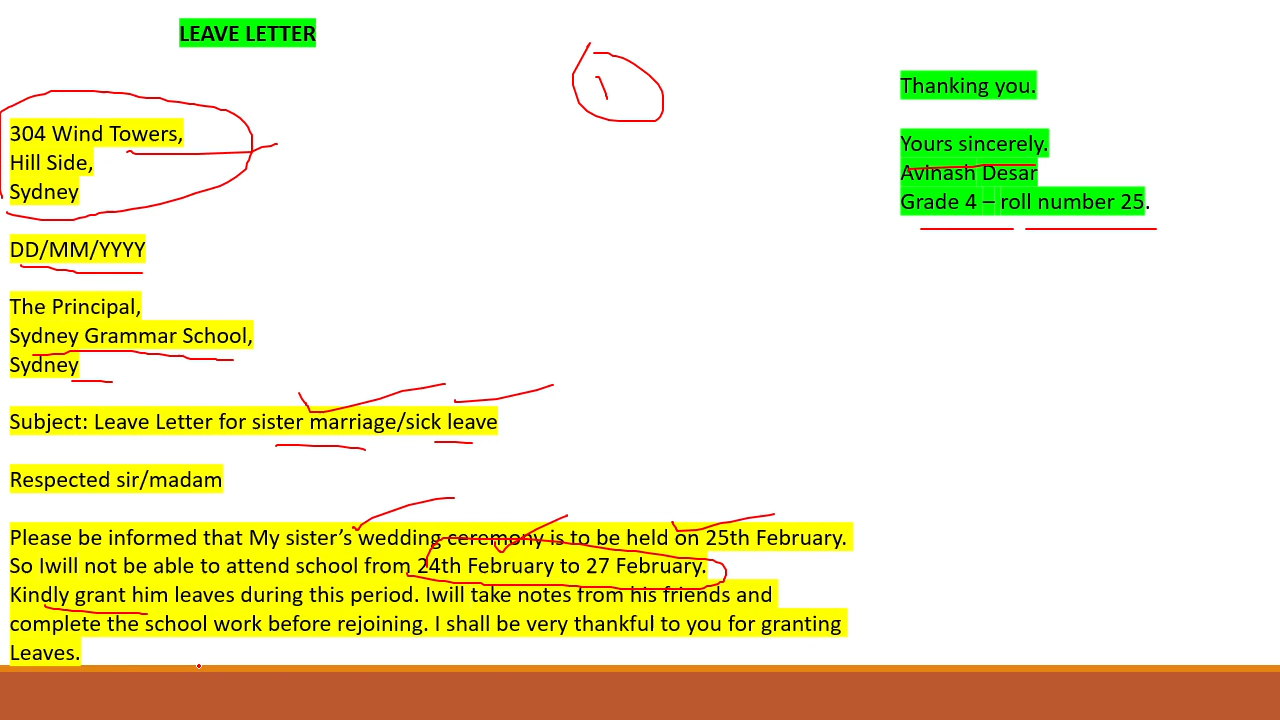 LEAVE LETTER
304 Wind Towers,
Hill Side,
Sydney
DD/MM/YYYY
The Principal,
Sydney Grammar School,
Sydney
Subject: Leave Letter for sister marriage/sick leave
Respected sir/madam
Please be informed that My sister’s wedding ceremony is to be held on 25th February.
So Iwill not be able to attend school from 24th February to 27 February.
Kindly grant him leaves during this period. Iwill take notes from his friends and
complete the school work before rejoining. I shall be very thankful to you for granting
Leaves.
Thanking you.
Yours sincerely.
Avinash Desar
Grade 4 – roll number 25.